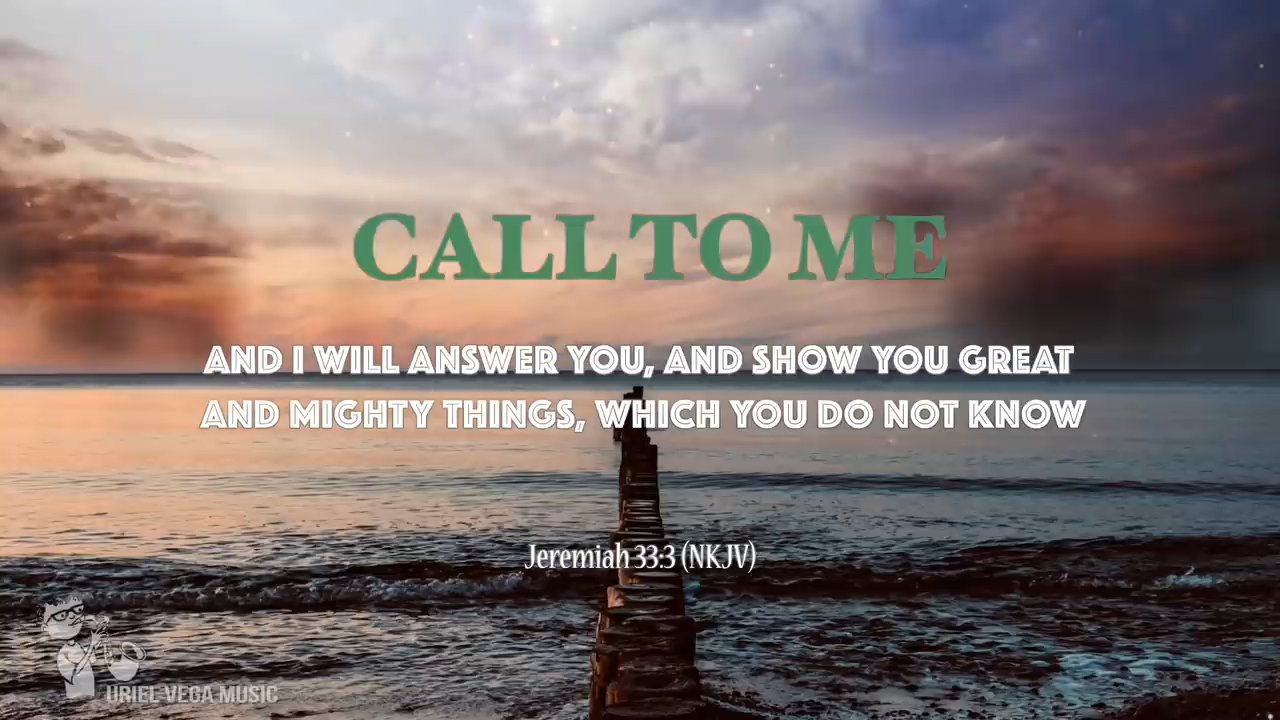 CALL TO ME
AND I WILL ANSWER YOU, AND SHOW YOU GREAT
AND MIGHTY THINGS, WHICH YOU DO NOT KNOW
Jeremiah 33:3 (NKJV)
URIEL VEGA MUSIC